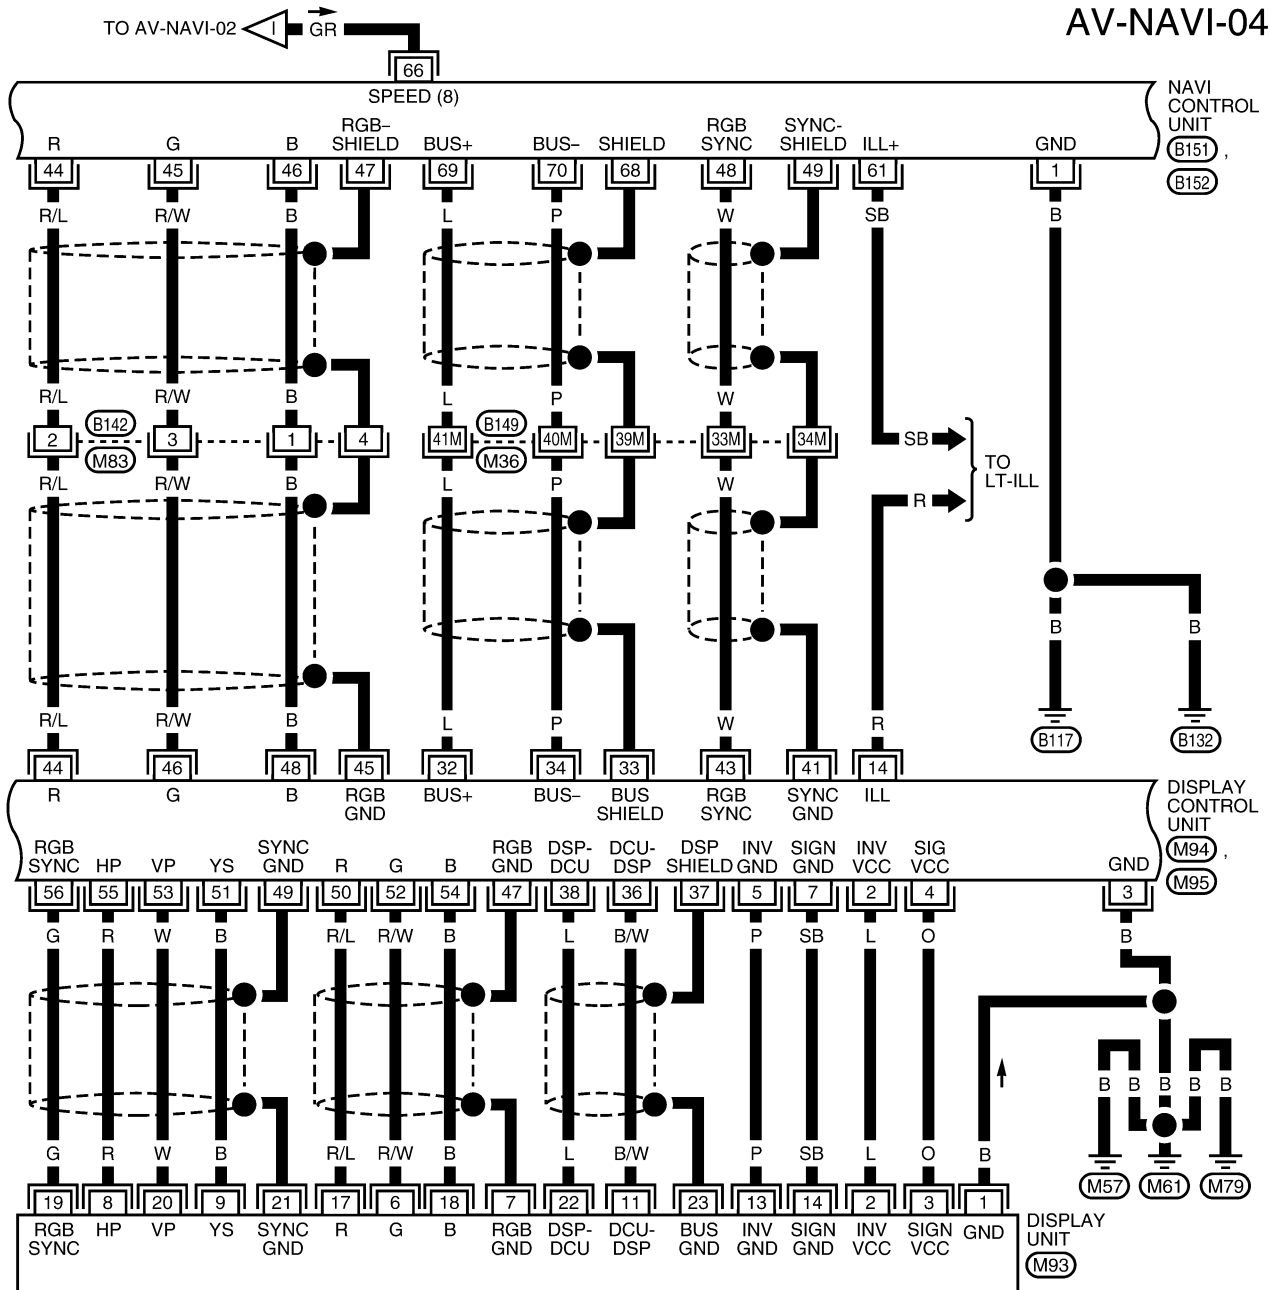 AV-NAVI-04
TO AV-NAVI-02 I GR
66
SPEED (8)
NAVI
CONTROL
UNIT
B151 ,
B152
RGB– RGB SYNC-
R G B SHIELD BUS+ BUS– SHIELD SYNC SHIELD ILL+ GND
44 45 46 47 69 70 68 48 49 61 1
R/L R/W B L P W SB B
R/L R/W B L P W
B142 B149
2 3 1 4 41M 40M 39M 33M 34M SB
M83 M36
TO
LT-ILL
R/L R/W B L P W
R
B B
R/L R/W B L P W R
B117 B132
44 46 48 45 32 34 33 43 41 14
R G B RGB GND BUS+ BUS– BUS SHIELD RGB SYNC SYNC GND ILL
DISPLAY
CONTROL
UNIT
M94 ,
M95
RGB SYNC HP VP YS SYNC GND R G B RGB GND DSP-DCU DCU-DSP DSP SHIELD INV GND SIGN GND INV VCC SIG VCC GND
56 55 53 51 49 50 52 54 47 38 36 37 5 7 2 4 3
G R W B R/L R/W B L B/W P SB L O B
B B B B B
G R W B R/L R/W B L B/W P SB L O B
M57 M61 M79
19 8 20 9 21 17 6 18 7 22 11 23 13 14 2 3 1
RGB SYNC HP VP YS SYNC GND R G B RGB GND DSP-DCU DCU-DSP BUS GND INV GND SIGN GND INV VCC SIGN VCC GND
DISPLAY
UNIT
M93